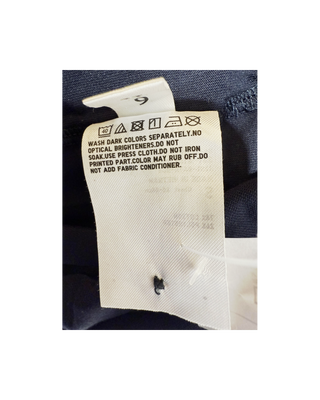 40
WASH DARK COLORS SEPARATELY.NO
OPTICAL BRIGHTENERS.DO NOT
SOAK.USE PRESS CLOTH.DO NOT IRON
PRINTED PART.COLOR MAY RUB OFF.DO
NOT ADD FABRIC CONDITIONER.